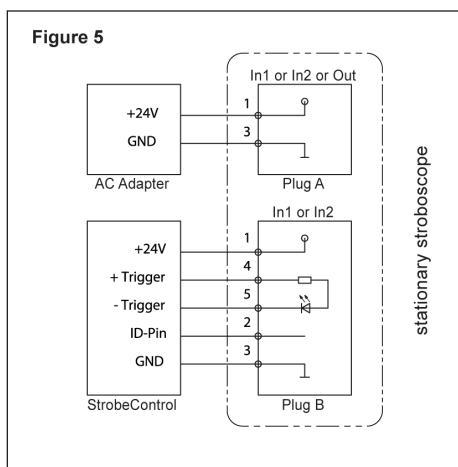 Figure 5
In1 or In2 or Out
+24V
1
GND
3
AC Adapter
Plug A
In1 or In2
+24V
1
+ Trigger
4
- Trigger
5
ID-Pin
2
GND
3
StrobeControl
Plug B
stationary stroboscope